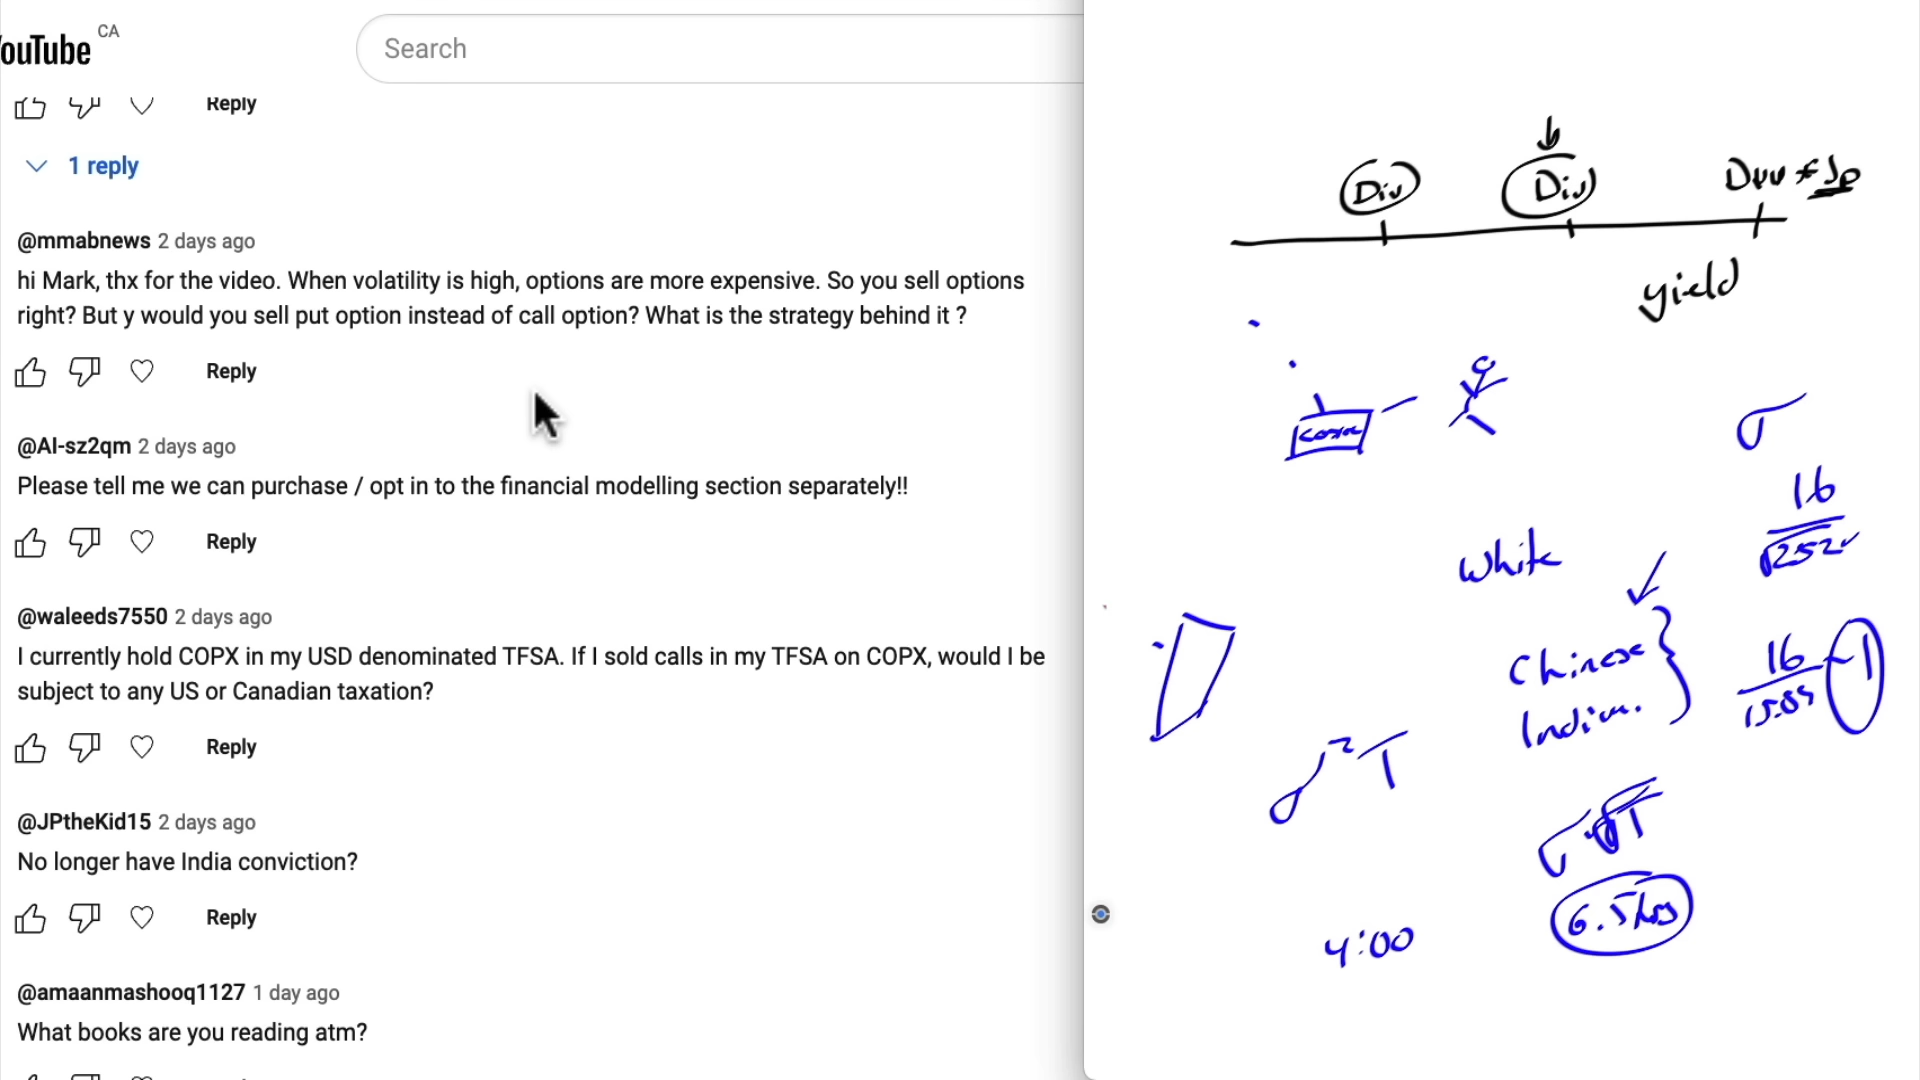 ouTube CA
Search
Reply
1 reply
@mmabnews 2 days ago
hi Mark, thx for the video. When volatility is high, options are more expensive. So you sell options
right? But y would you sell put option instead of call option? What is the strategy behind it ?
Reply
@AI-sz2qm 2 days ago
Please tell me we can purchase / opt in to the financial modelling section separately!!
Reply
@waleeds7550 2 days ago
I currently hold COPX in my USD denominated TFSA. If I sold calls in my TFSA on COPX, would I be
subject to any US or Canadian taxation?
Reply
@JPtheKid15 2 days ago
No longer have India conviction?
Reply
@amaanmashooq1127 1 day ago
What books are you reading atm?
Div Div
yield
σ
16
√252
White
Chinese
Indian.
16
σ²T
σ√T
6.5hrs
4:00